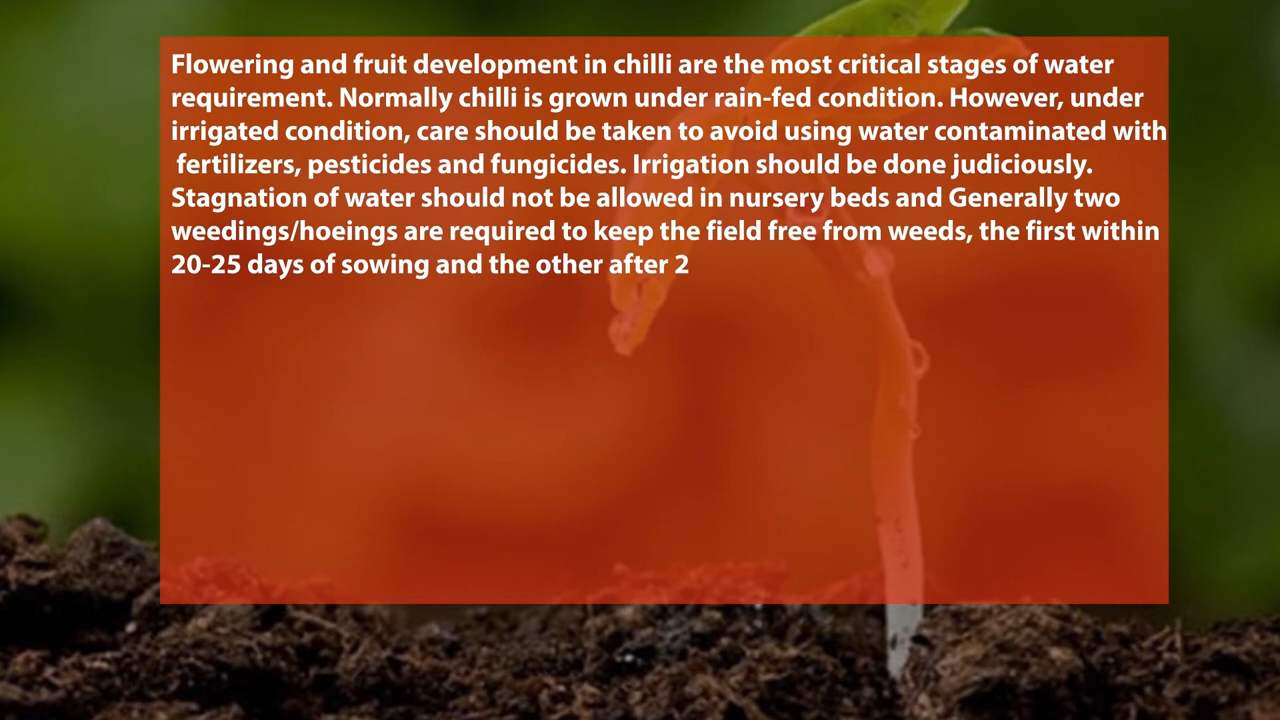 Flowering and fruit development in chilli are the most critical stages of water
requirement. Normally chilli is grown under rain-fed condition. However, under
irrigated condition, care should be taken to avoid using water contaminated with
fertilizers, pesticides and fungicides. Irrigation should be done judiciously.
Stagnation of water should not be allowed in nursery beds and Generally two
weedings/hoeings are required to keep the field free from weeds, the first within
20-25 days of sowing and the other after 2